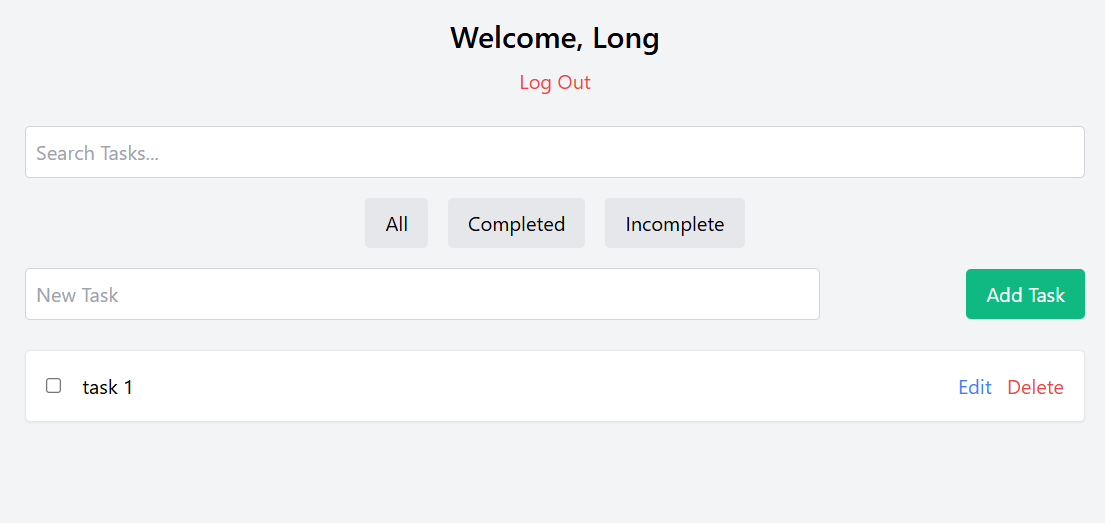 Welcome, Long
Log Out
Search Tasks...
All Completed Incomplete
New Task Add Task
task 1 Edit Delete